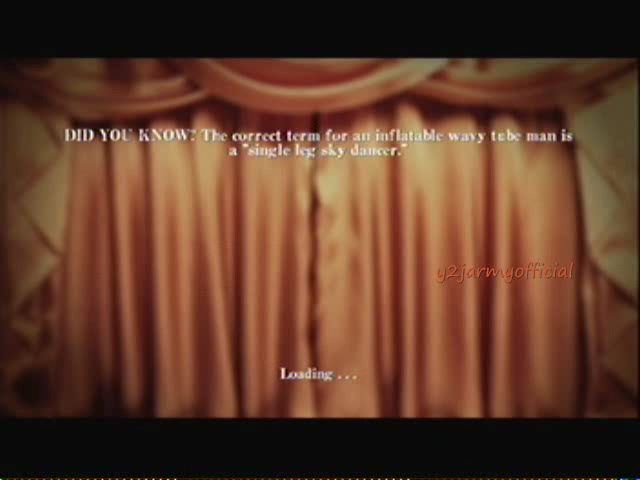 DID YOU KNOW? The correct term for an inflatable wavy tube man is
a "single leg sky dancer."
y2jarmyofficial
Loading . . .